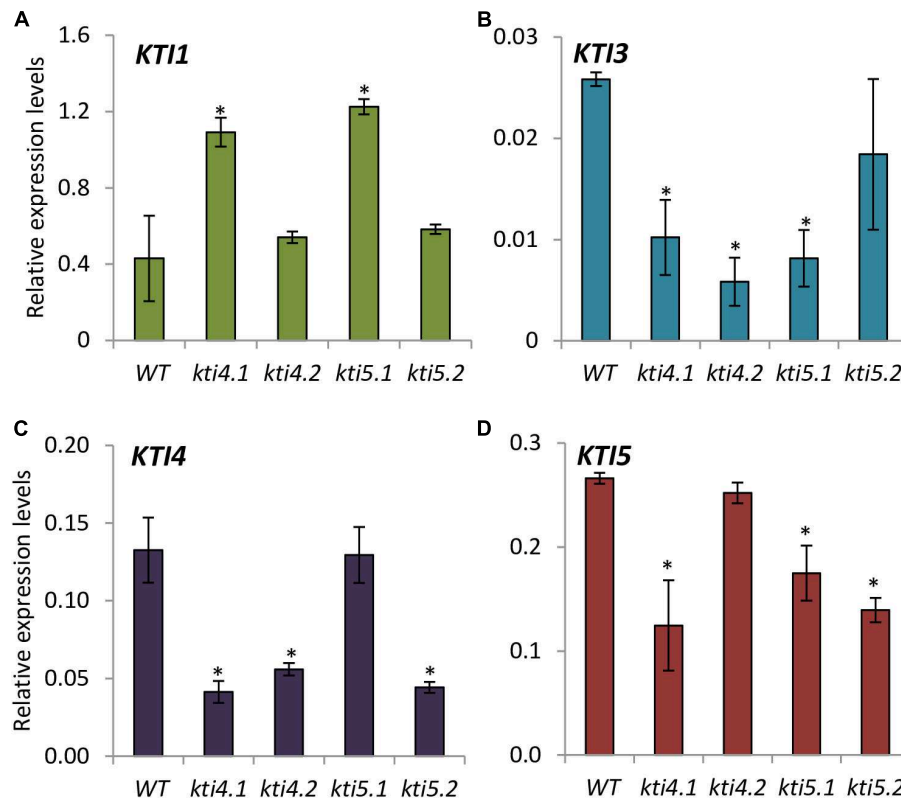 A
KTI1
Relative expression levels
1.6
1.2
0.8
0.4
0
*
*
WT kti4.1 kti4.2 kti5.1 kti5.2
B
KTI3
0.03
0.02
0.01
0
*
*
*
WT kti4.1 kti4.2 kti5.1 kti5.2
C
KTI4
Relative expression levels
0.20
0.15
0.10
0.05
0.00
*
*
*
WT kti4.1 kti4.2 kti5.1 kti5.2
D
KTI5
0.3
0.2
0.1
0.0
*
*
*
WT kti4.1 kti4.2 kti5.1 kti5.2